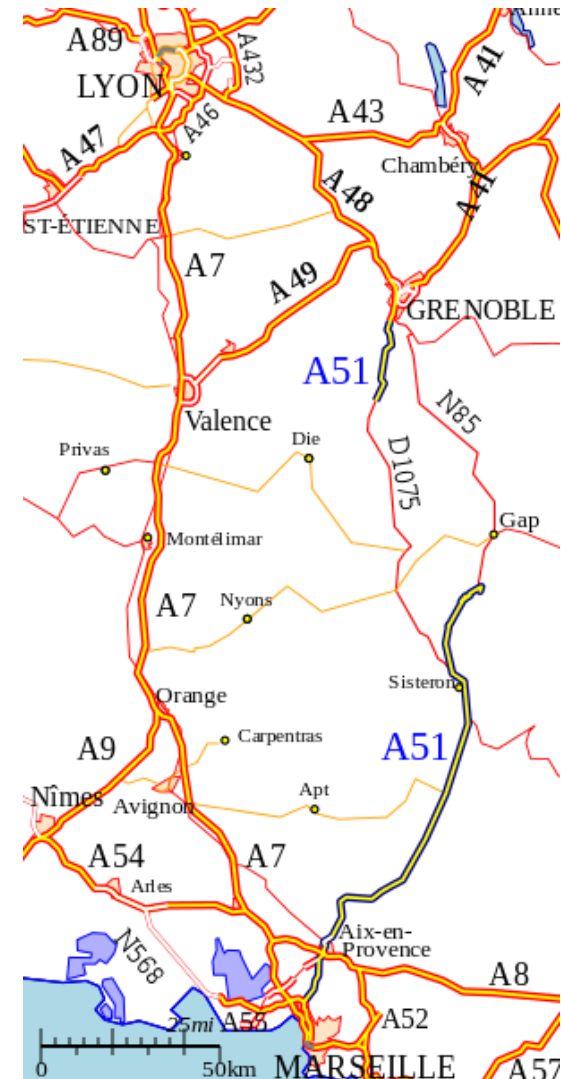 A89
A432
A41
LYON
A46
A43
A47
Chambéry
A48
A41
ST-ÉTIENNE
A7
A49
GRENOBLE
A51
N85
Valence
D1075
Die
Privas
Gap
Montélimar
A7
Nyons
Sisteron
Orange
A9
Carpentras
A51
Nîmes
Avignon
Apt
A54
A7
Arles
Aix-en-
Provence
N568
A8
25mi
A55
A52
0
50km
MARSEILLE
A57